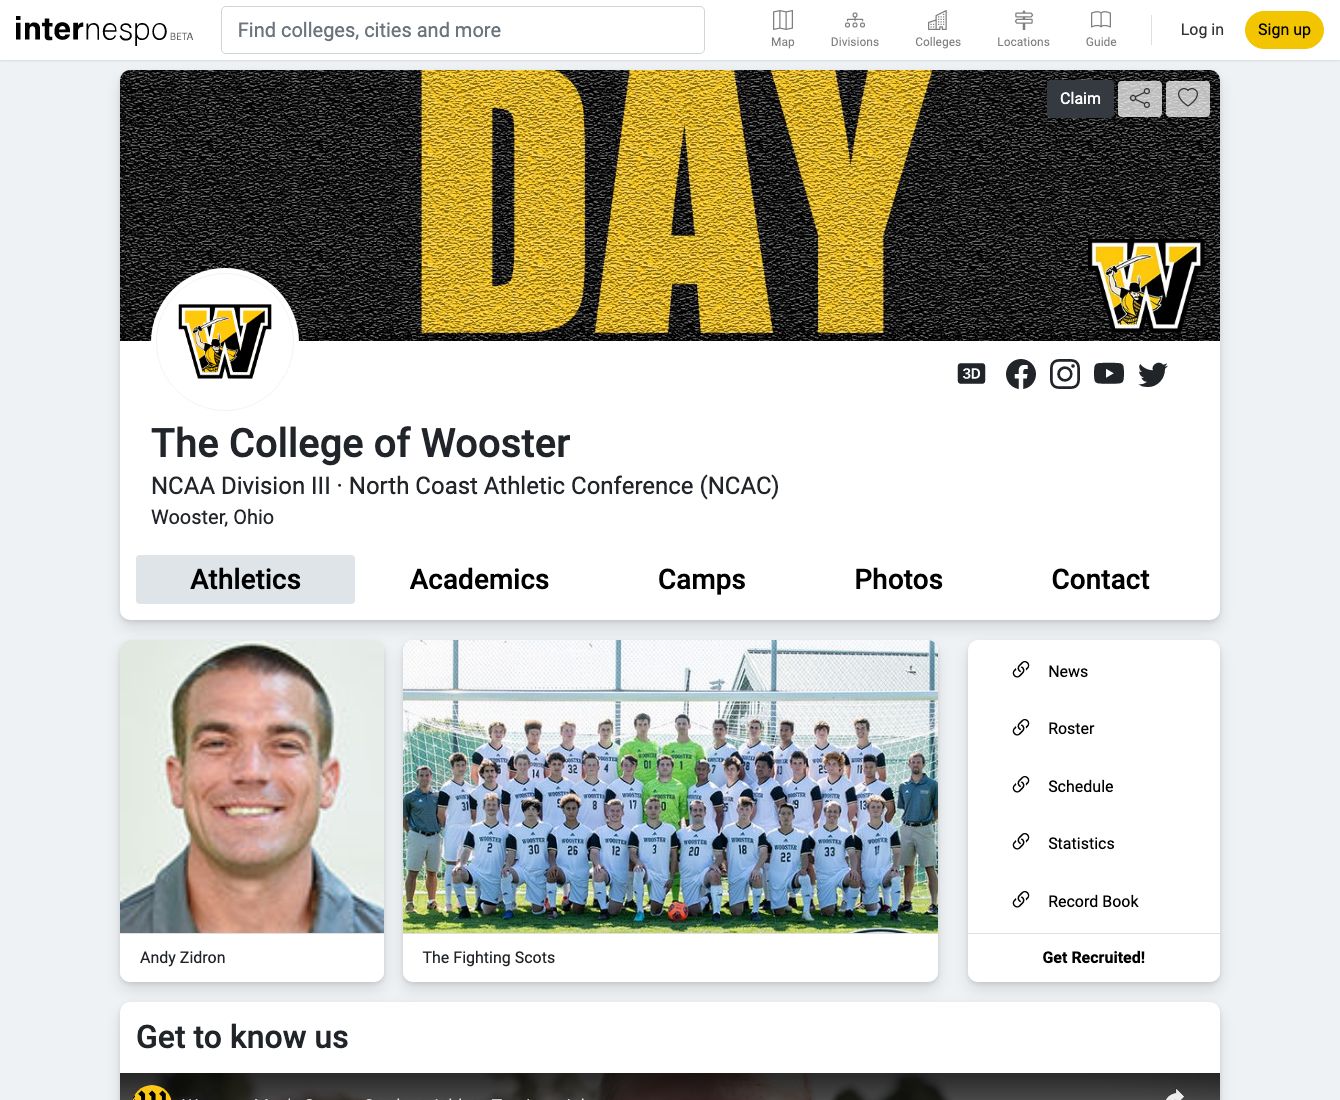 internespo BETA
Find colleges, cities and more
Map
Divisions
Colleges
Locations
Guide
Log in
Sign up
DAY
Claim
W
W
3D
The College of Wooster
NCAA Division III · North Coast Athletic Conference (NCAC)
Wooster, Ohio
Athletics
Academics
Camps
Photos
Contact
Andy Zidron
The Fighting Scots
News
Roster
Schedule
Statistics
Record Book
Get Recruited!
Get to know us